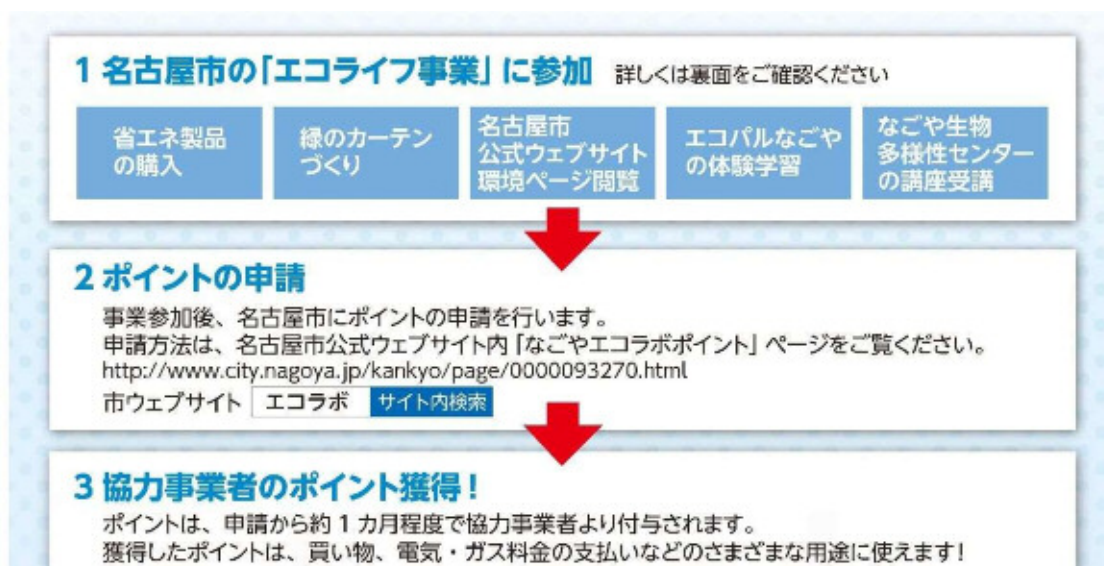 1 名古屋市の「エコライフ事業」に参加 詳しくは裏面をご確認ください
省エネ製品
の購入
緑のカーテン
づくり
名古屋市
公式ウェブサイト
環境ページ閲覧
エコパルなごや
の体験学習
なごや生物
多様性センター
の講座受講
2 ポイントの申請
事業参加後、名古屋市にポイントの申請を行います。
申請方法は、名古屋市公式ウェブサイト内「なごやエコラボポイント」ページをご覧ください。
http://www.city.nagoya.jp/kankyo/page/0000093270.html
市ウェブサイト エコラボ サイト内検索
3 協力事業者のポイント獲得！
ポイントは、申請から約1カ月程度で協力事業者より付与されます。
獲得したポイントは、買い物、電気・ガス料金の支払いなどのさまざまな用途に使えます！